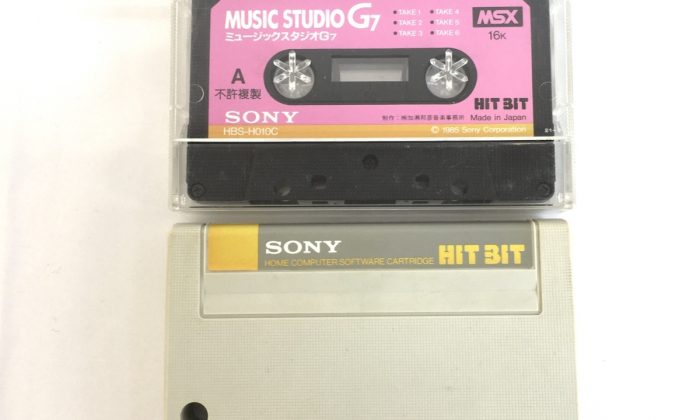 MUSIC STUDIO G7
ミュージックスタジオG7
• TAKE 1 • TAKE 4
• TAKE 2 • TAKE 5
• TAKE 3 • TAKE 6
MSX
16K
A
不許複製
SONY
HBS-H010C
HIT BIT
Made in Japan
© 1985 Sony Corporation
SONY
HOME COMPUTER SOFTWARE CARTRIDGE
HIT BIT